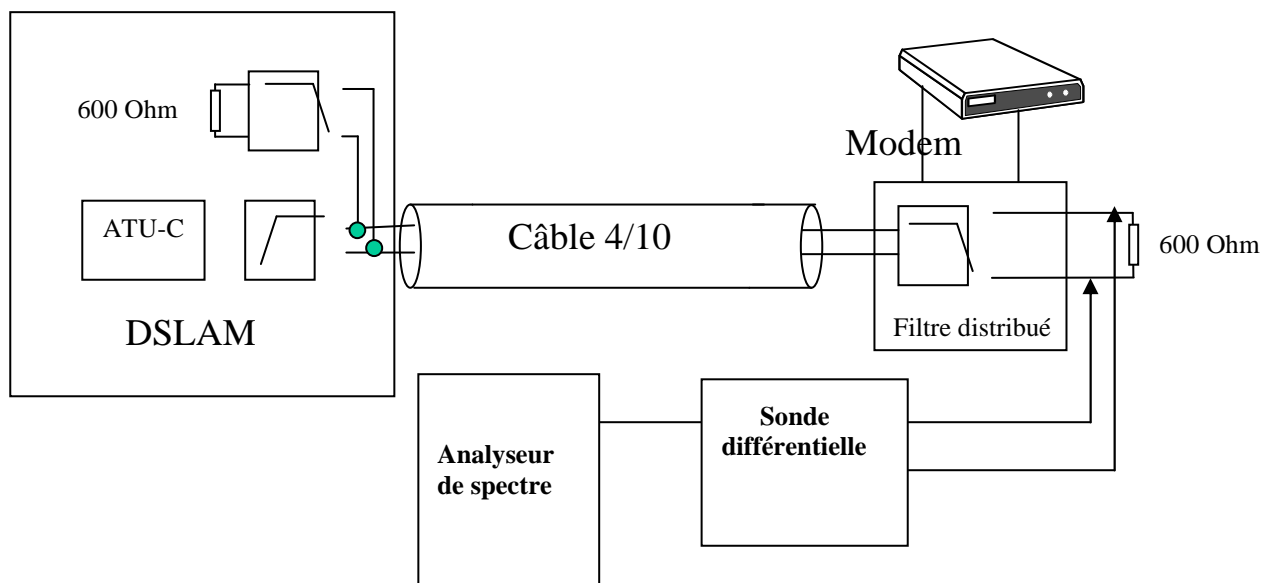 600 Ohm
Modem
ATU-C
Câble 4/10
600 Ohm
DSLAM
Filtre distribué
Sonde
différentielle
Analyseur
de spectre